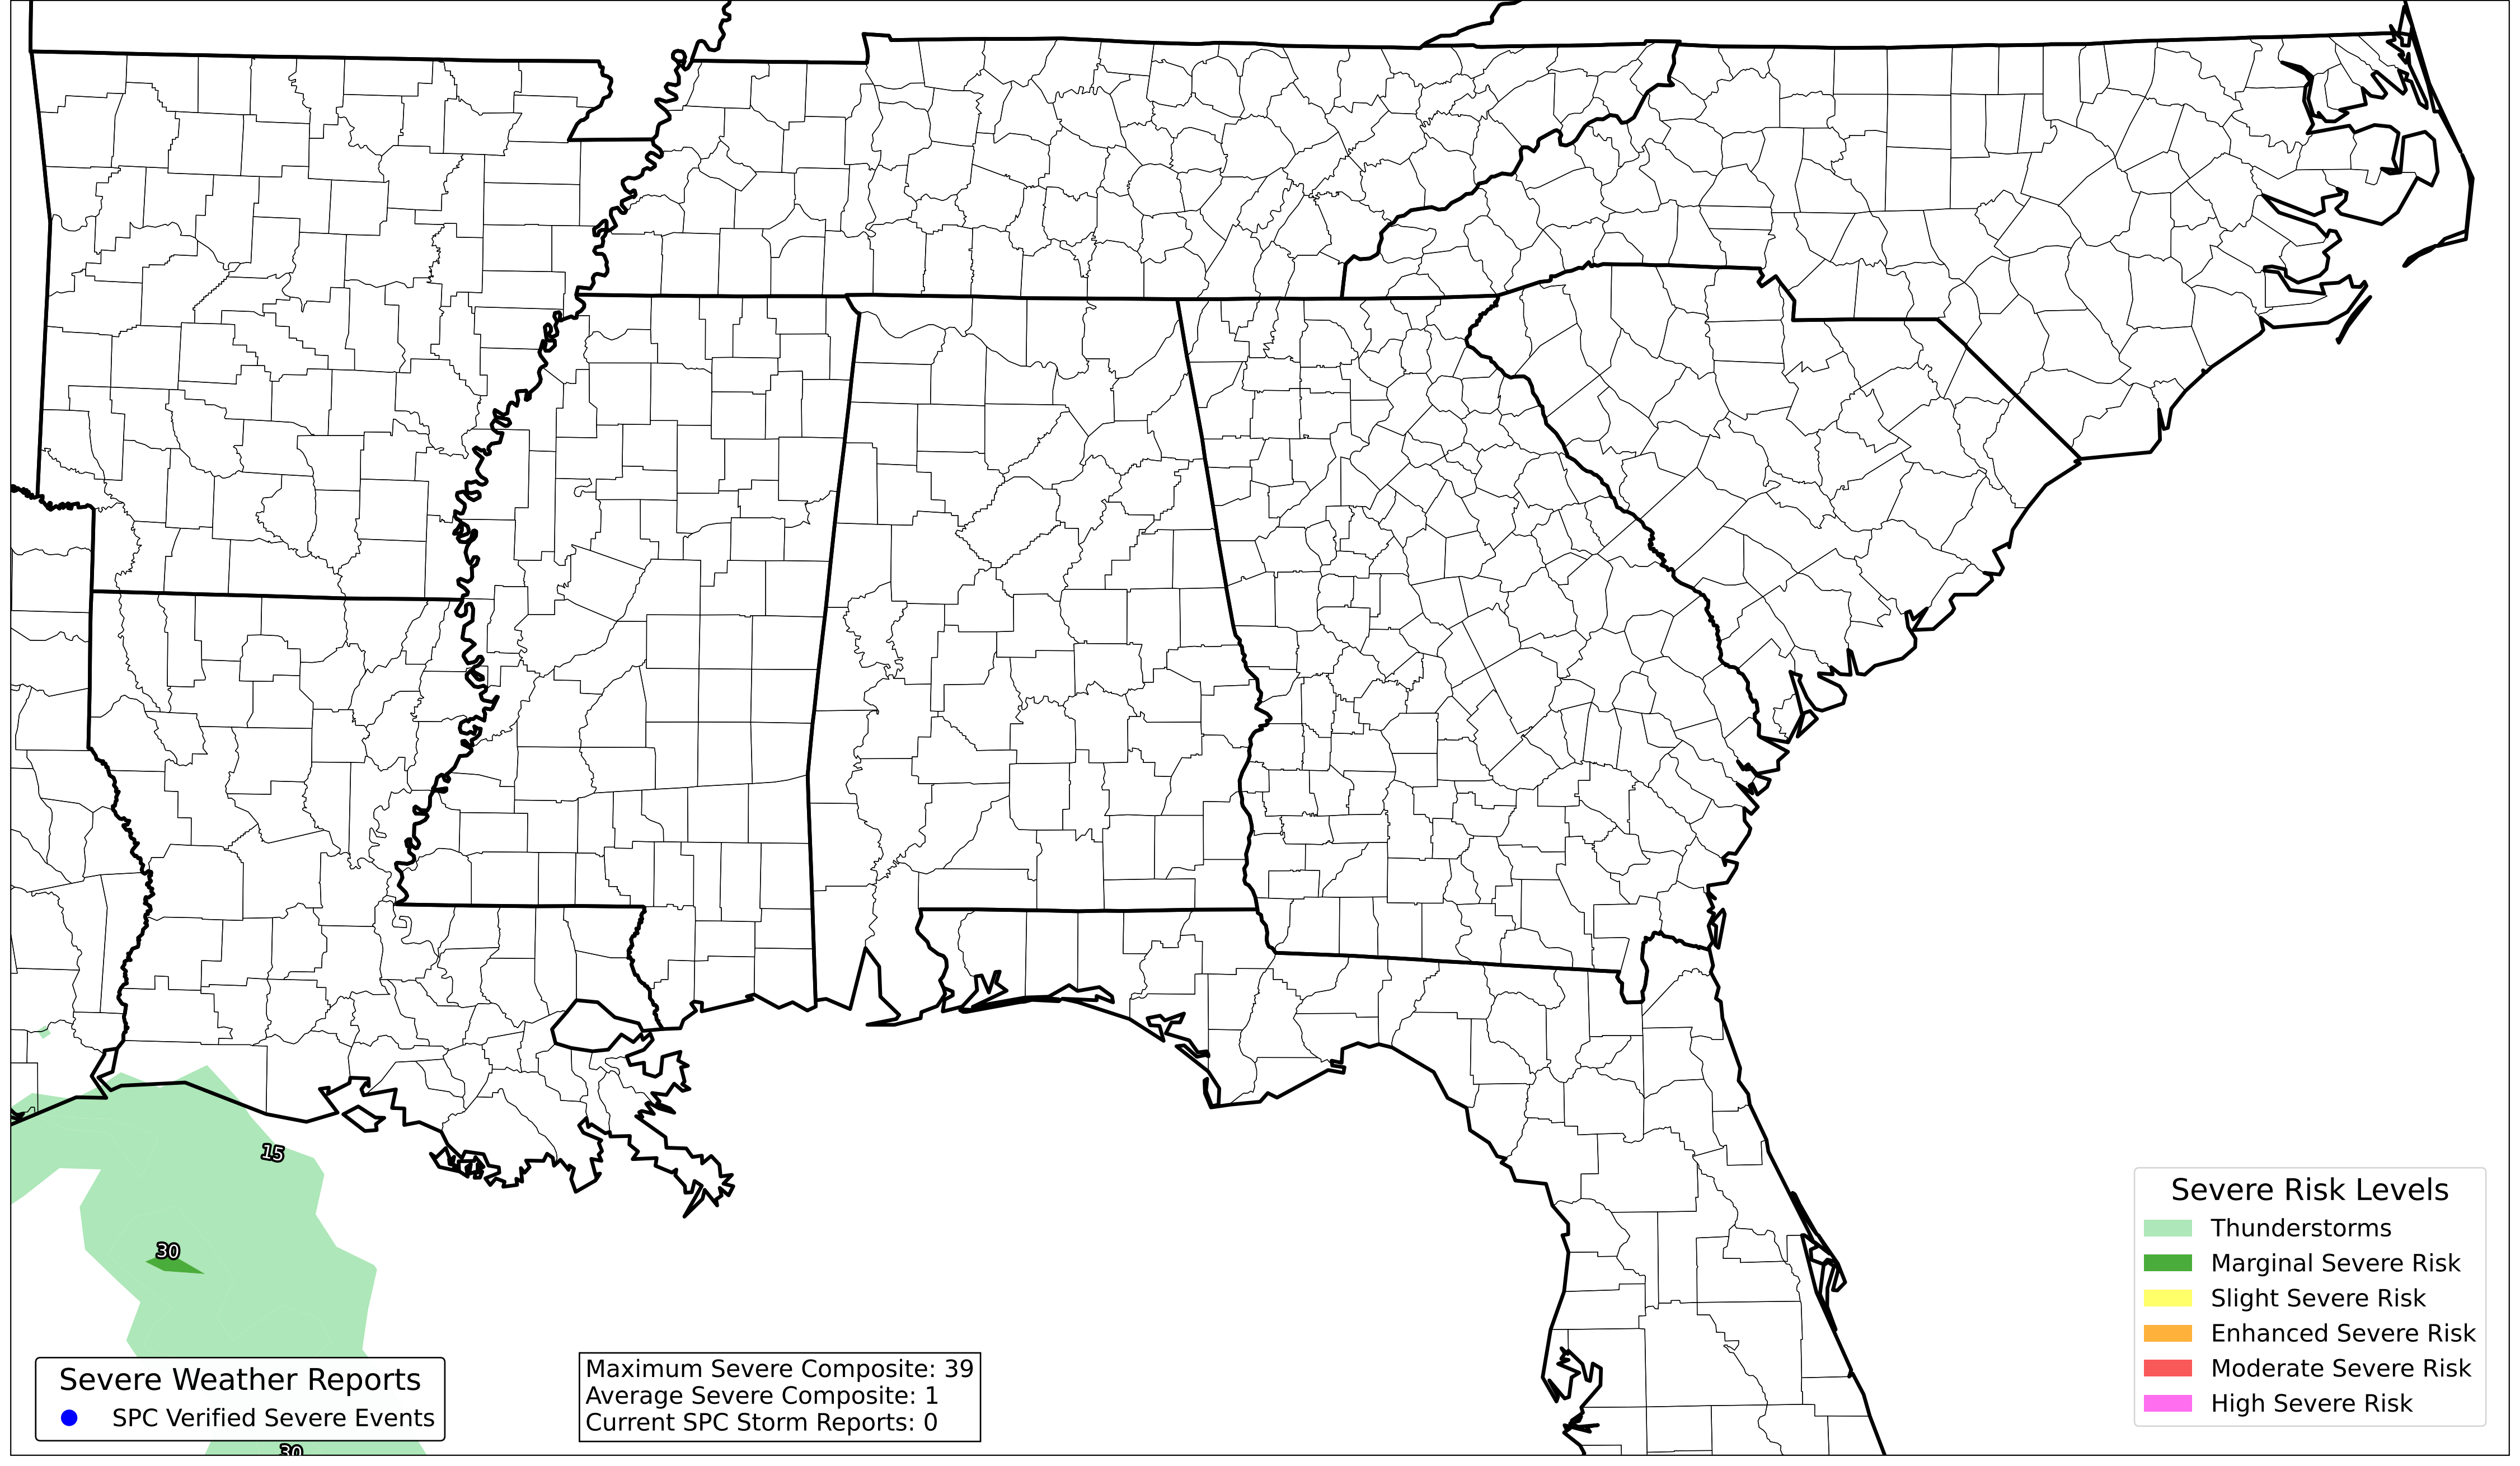 15
30
30
Severe Weather Reports
SPC Verified Severe Events
Maximum Severe Composite: 39
Average Severe Composite: 1
Current SPC Storm Reports: 0
Severe Risk Levels
Thunderstorms
Marginal Severe Risk
Slight Severe Risk
Enhanced Severe Risk
Moderate Severe Risk
High Severe Risk